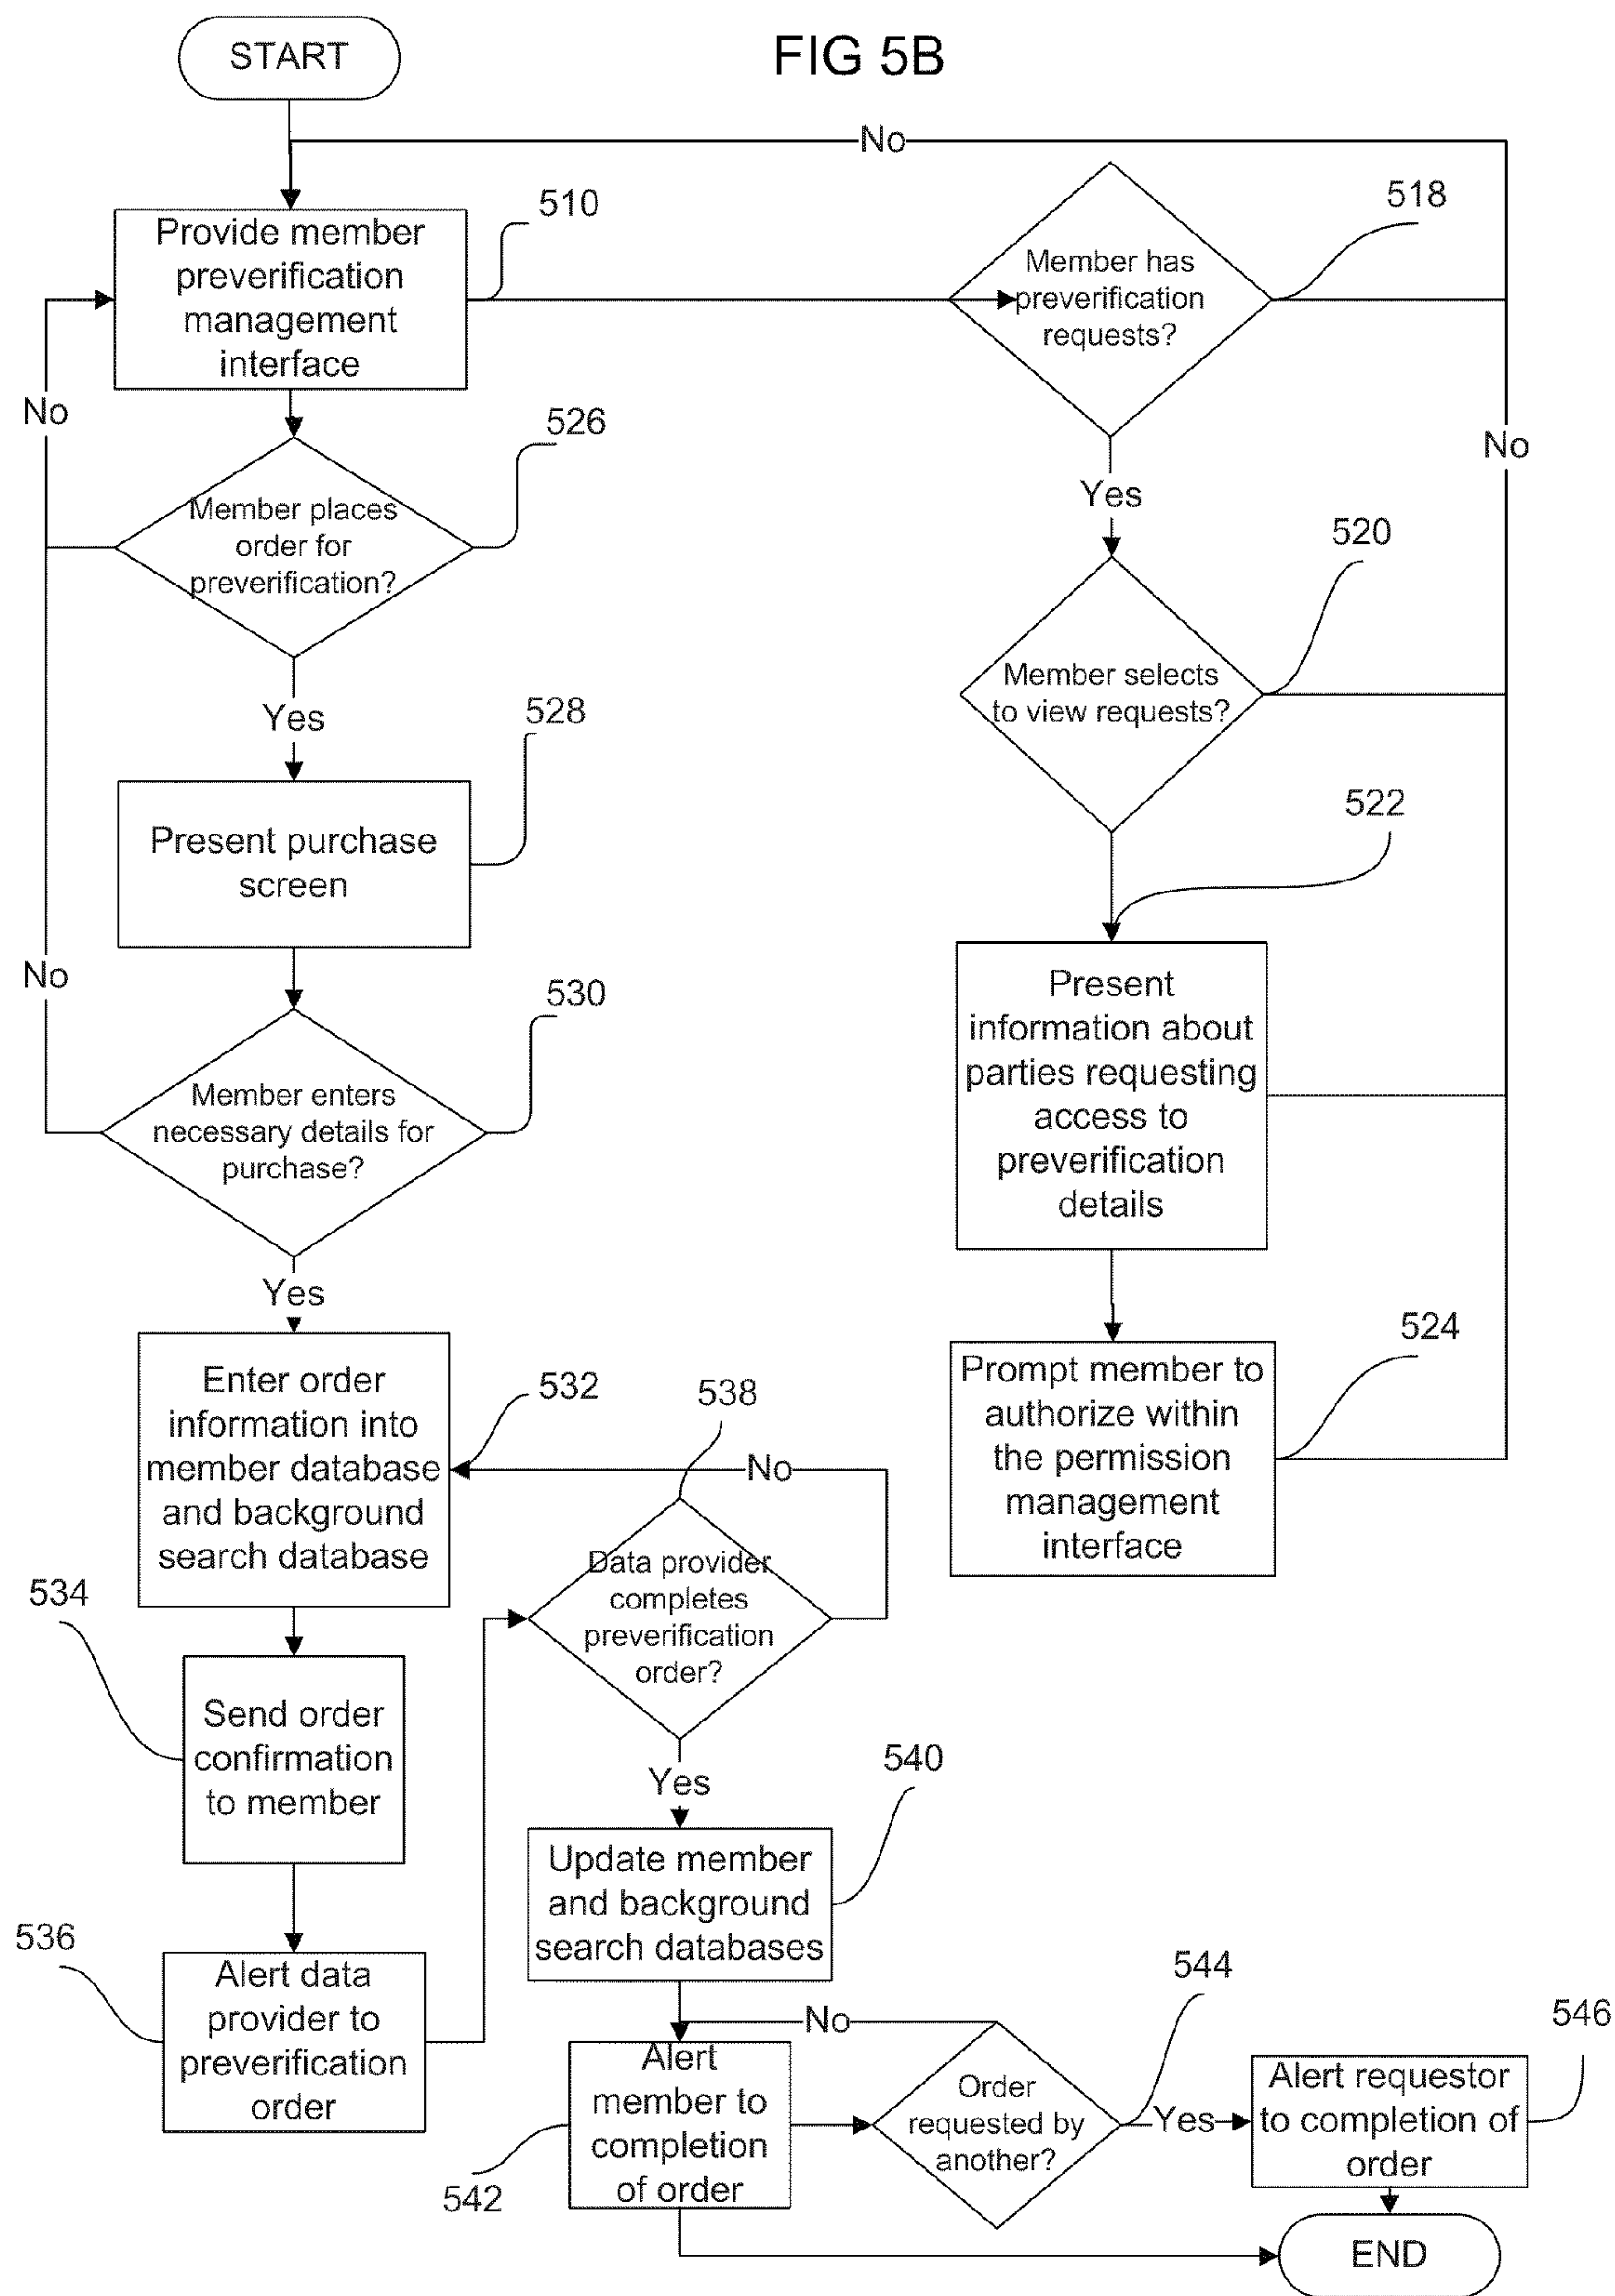 START
FIG 5B
No
510
518
Provide member
preverification
management
interface
Member has
preverification
requests?
No
526
No
Member places
order for
preverification?
Yes
520
Yes
528
Member selects
to view requests?
Present purchase
screen
522
No
530
Present
information about
parties requesting
access to
preverification
details
Member enters
necessary details for
purchase?
Yes
524
Enter order
information into
member database
and background
search database
532
538
No
Prompt member to
authorize within
the permission
management
interface
534
Data provider
completes
preverification
order?
Send order
confirmation
to member
Yes
540
Update member
and background
search databases
536
Alert data
provider to
preverification
order
544
546
No
Alert
member to
completion
of order
542
Order
requested by
another?
Yes
Alert requestor
to completion of
order
END